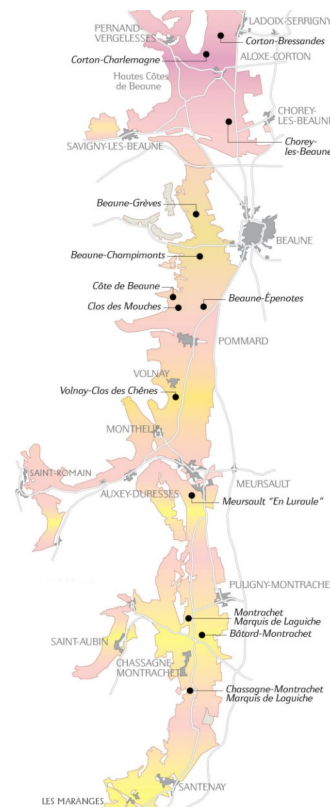 LADOIX-SERRIGNY
PERNAND-
VERGELESSES
Corton-Bressandes
Corton-Charlemagne
ALOXE-CORTON
Hautes Côtes
de Beaune
CHOREY-
LES-BEAUNE
SAVIGNY-LES-BEAUNE
Chorey-
les-Beaune
Beaune-Grèves
BEAUNE
Beaune-Champimonts
Côte de Beaune
Clos des Mouches
Beaune-Épenotes
POMMARD
VOLNAY
Volnay-Clos des Chênes
MONTHELIE
SAINT-ROMAIN
MEURSAULT
AUXEY-DURESSES
Meursault "En Luraule"
PULIGNY-MONTRACHET
Montrachet
Marquis de Laguiche
Bâtard-Montrachet
SAINT-AUBIN
CHASSAGNE-
MONTRACHET
Chassagne-Montrachet
Marquis de Laguiche
SANTENAY
LES MARANGES